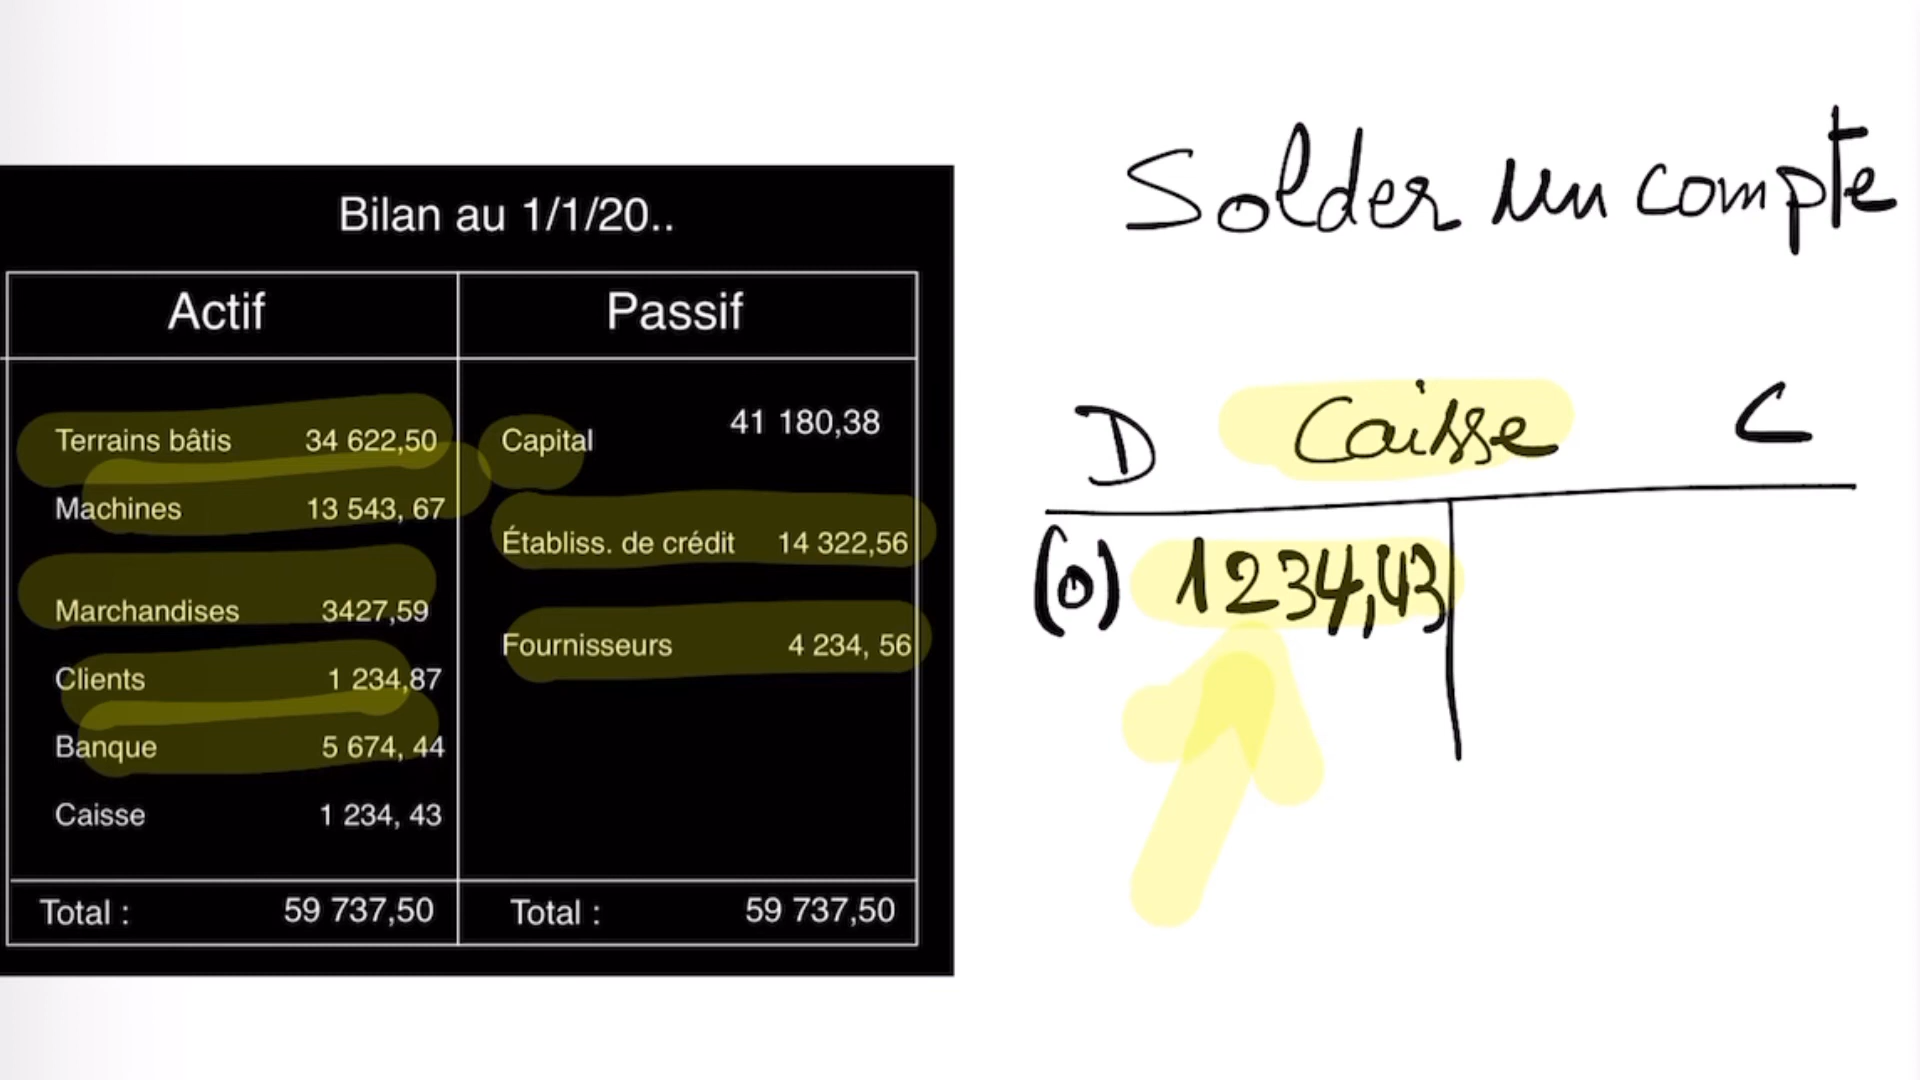 Bilan au 1/1/20..
Actif Passif
Terrains bâtis 34 622,50
Machines 13 543, 67
Marchandises 3427,59
Clients 1 234,87
Banque 5 674, 44
Caisse 1 234, 43
Total : 59 737,50
Capital 41 180,38
Établiss. de crédit 14 322,56
Fournisseurs 4 234, 56
Total : 59 737,50
Solder un compte
D Caisse C
(0) 1234,43